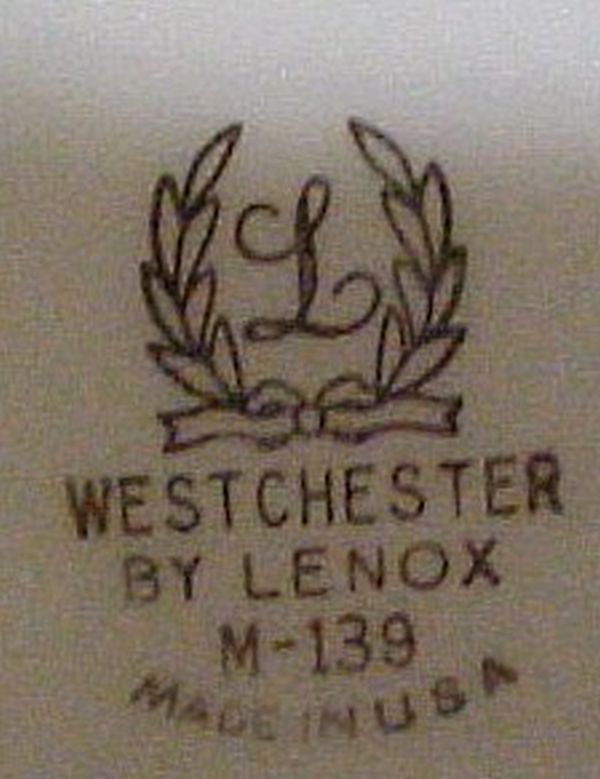 L
WESTCHESTER
BY LENOX
M-139
MADE IN USA